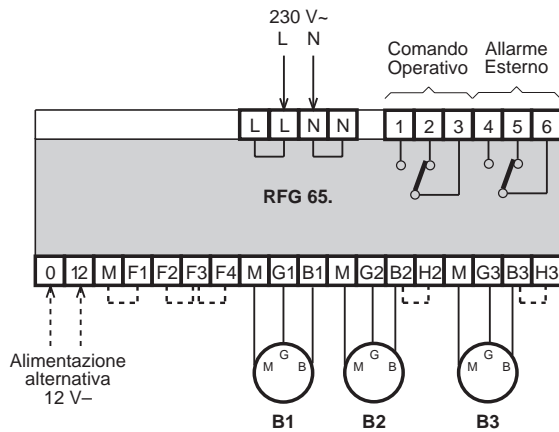 230 V~
L N
Comando Operativo
Allarme Esterno
L L N N
1 2 3 4 5 6
RFG 65.
0 12 M F1 F2 F3 F4 M G1 B1 M G2 B2 H2 M G3 B3 H3
Alimentazione
alternativa
12 V–
M G B
M G B
M G B
B1 B2 B3